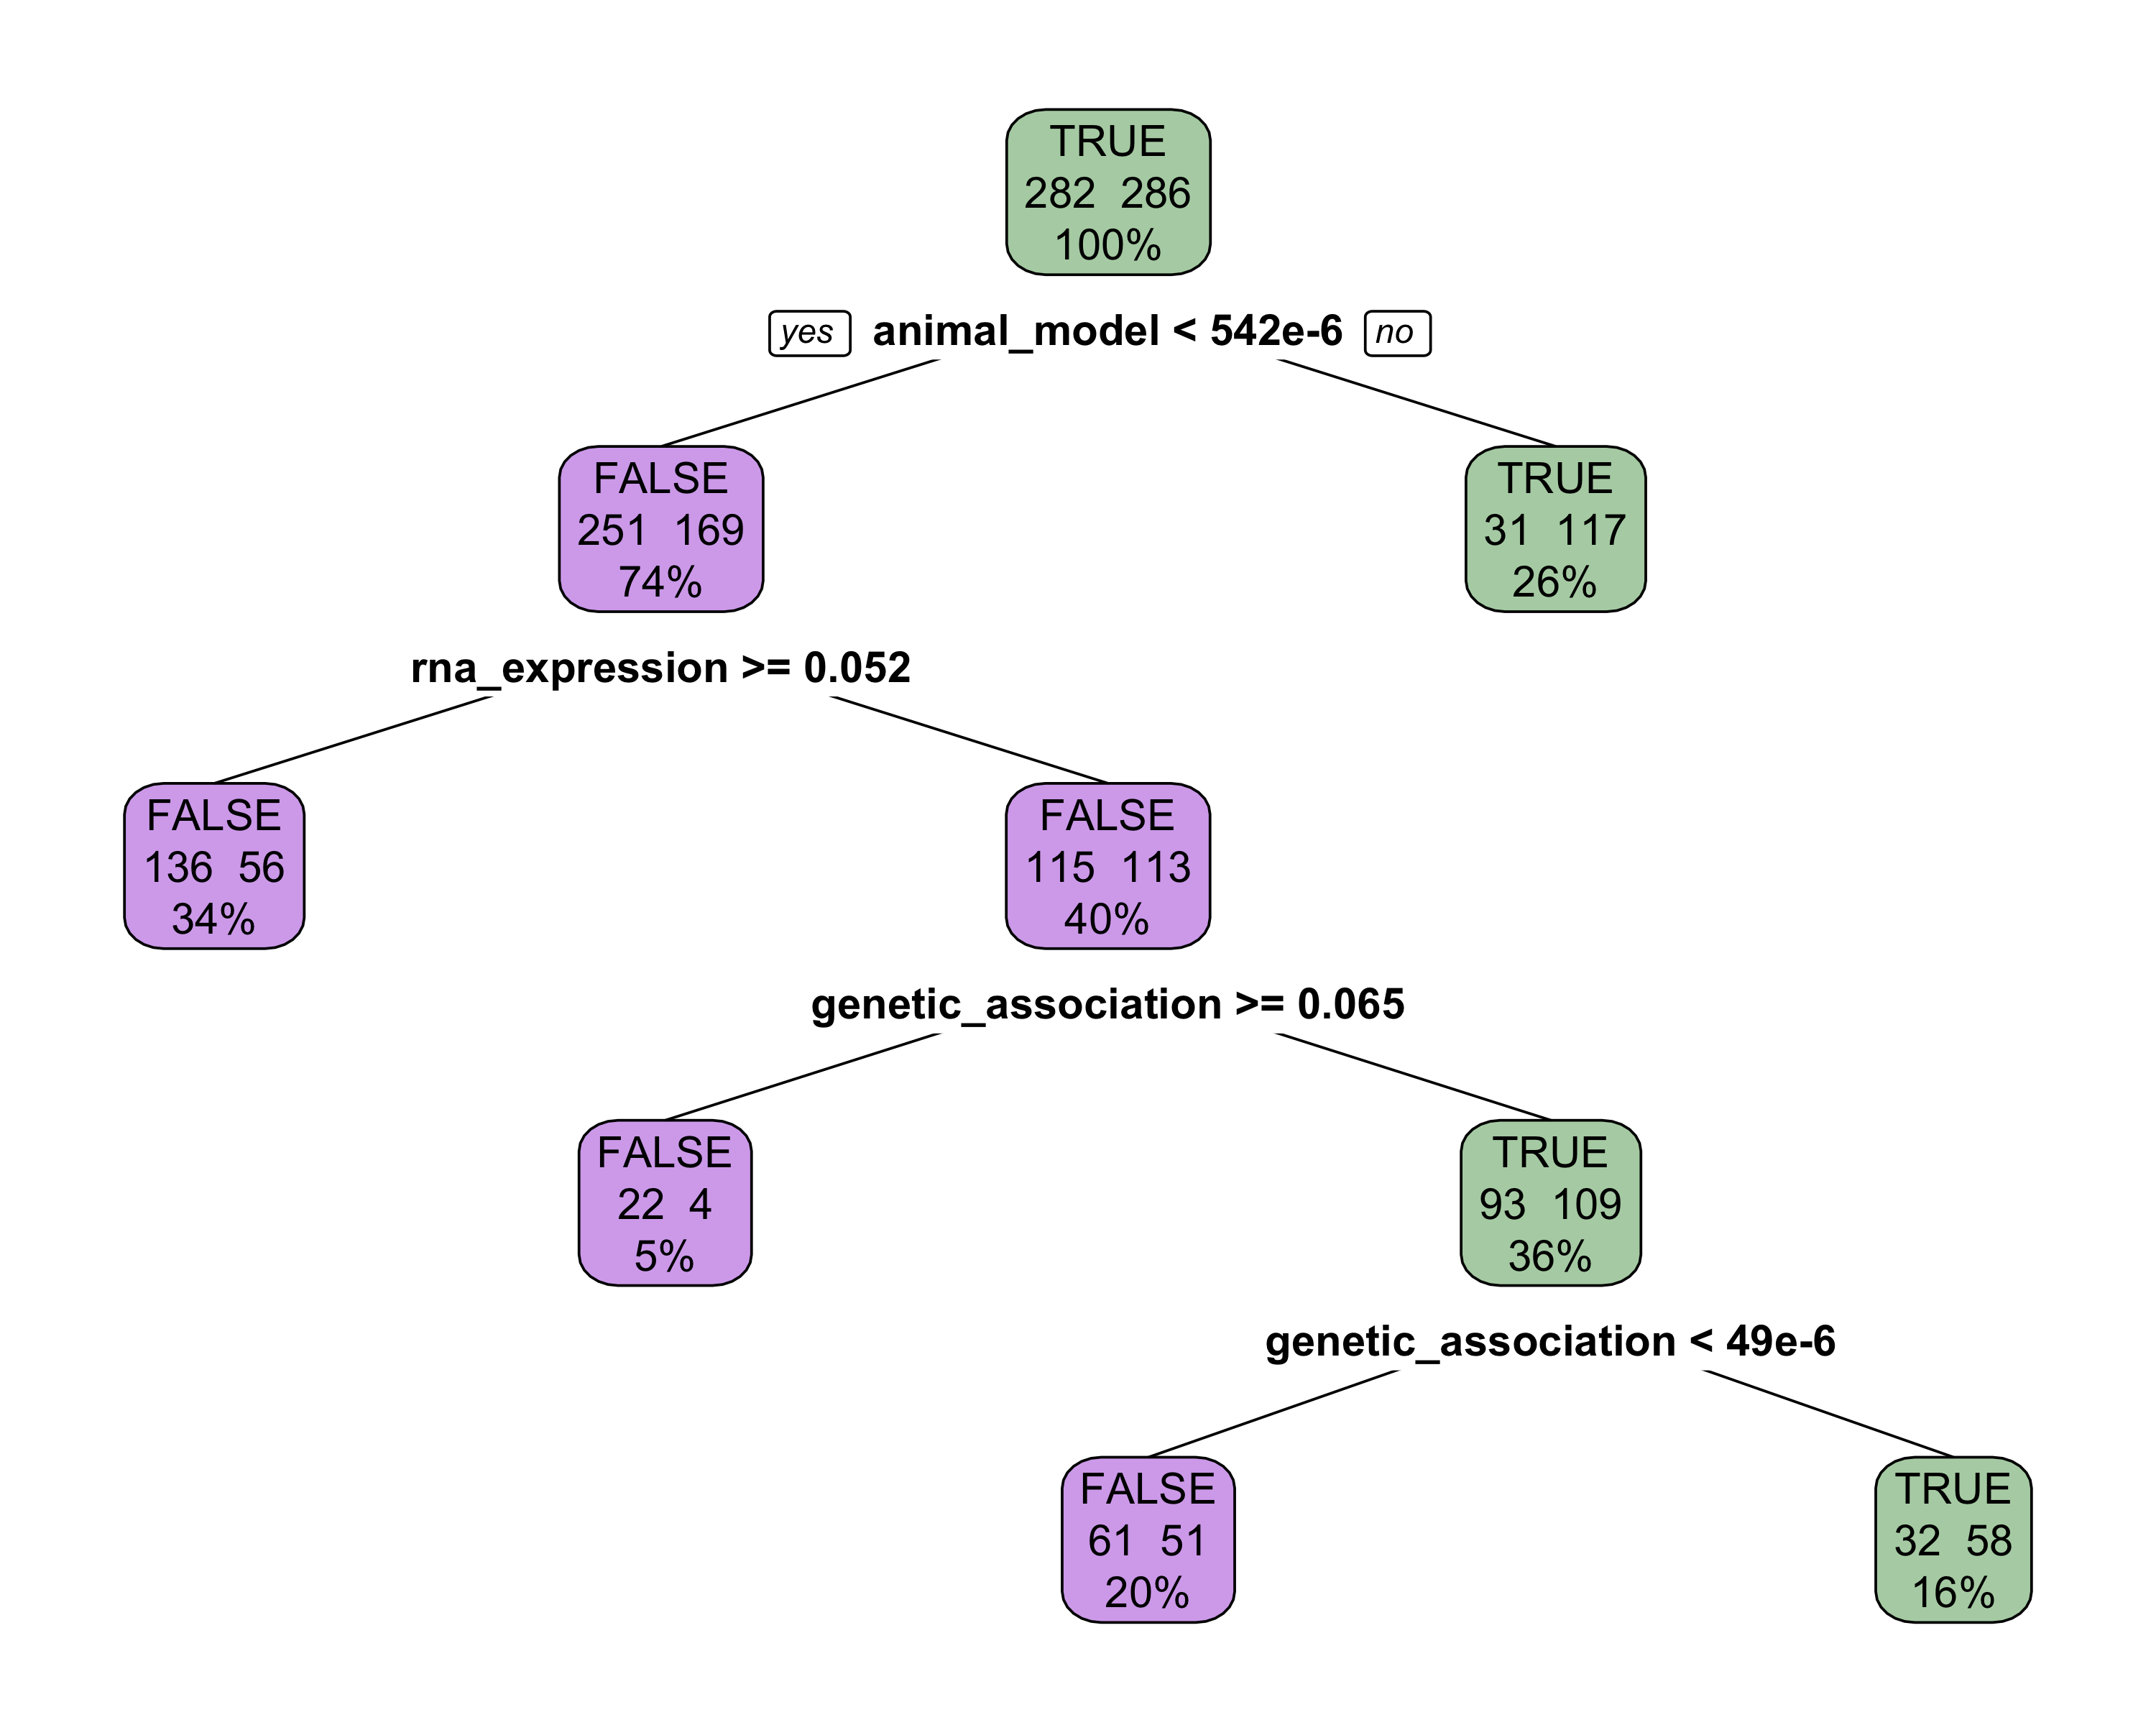 TRUE
282 286
100%
yes animal_model < 542e-6 no
FALSE
251 169
74%
TRUE
31 117
26%
rna_expression >= 0.052
FALSE
136 56
34%
FALSE
115 113
40%
genetic_association >= 0.065
FALSE
22 4
5%
TRUE
93 109
36%
genetic_association < 49e-6
FALSE
61 51
20%
TRUE
32 58
16%